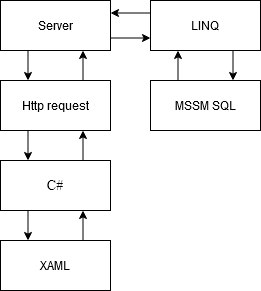 Server
LINQ
Http request
MSSM SQL
C#
XAML